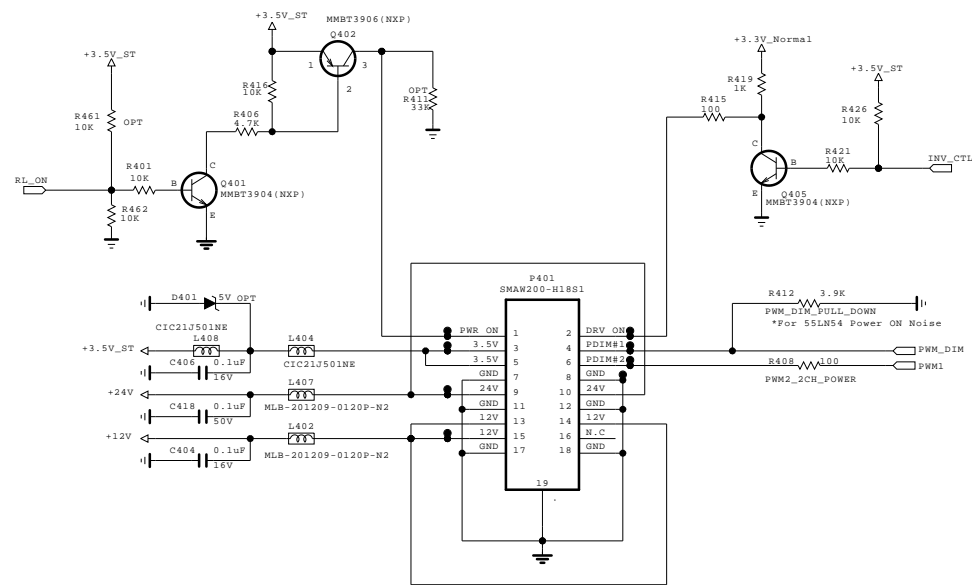 +3.5V_ST
MMBT3906(NXP)
Q402
+3.5V_ST
1
3
2
R416
10K
OPT
R411
33K
R461
10K
OPT
R406
4.7K
R401
10K
C
B
E
Q401
MMBT3904(NXP)
RL_ON
R462
10K
+3.3V_Normal
R419
1K
+3.5V_ST
R415
100
R426
10K
C
B
E
R421
10K
INV_CTL
Q405
MMBT3904(NXP)
P401
SMAW200-H18S1
D401
5V
OPT
CIC21J501NE
L408
L404
+3.5V_ST
C406
0.1uF
16V
CIC21J501NE
L407
+24V
C418
0.1uF
50V
MLB-201209-0120P-N2
L402
+12V
C404
0.1uF
16V
MLB-201209-0120P-N2
PWR ON
1
2
DRV ON
3.5V
3
4
PDIM#1
3.5V
5
6
PDIM#2
GND
7
8
GND
24V
9
10
24V
GND
11
12
GND
12V
13
14
12V
12V
15
16
N.C
GND
17
18
GND
19
.
R412
3.9K
PWM_DIM_PULL_DOWN
*For 55LN54 Power ON Noise
PWM_DIM
R408
100
PWM1
PWM2_2CH_POWER